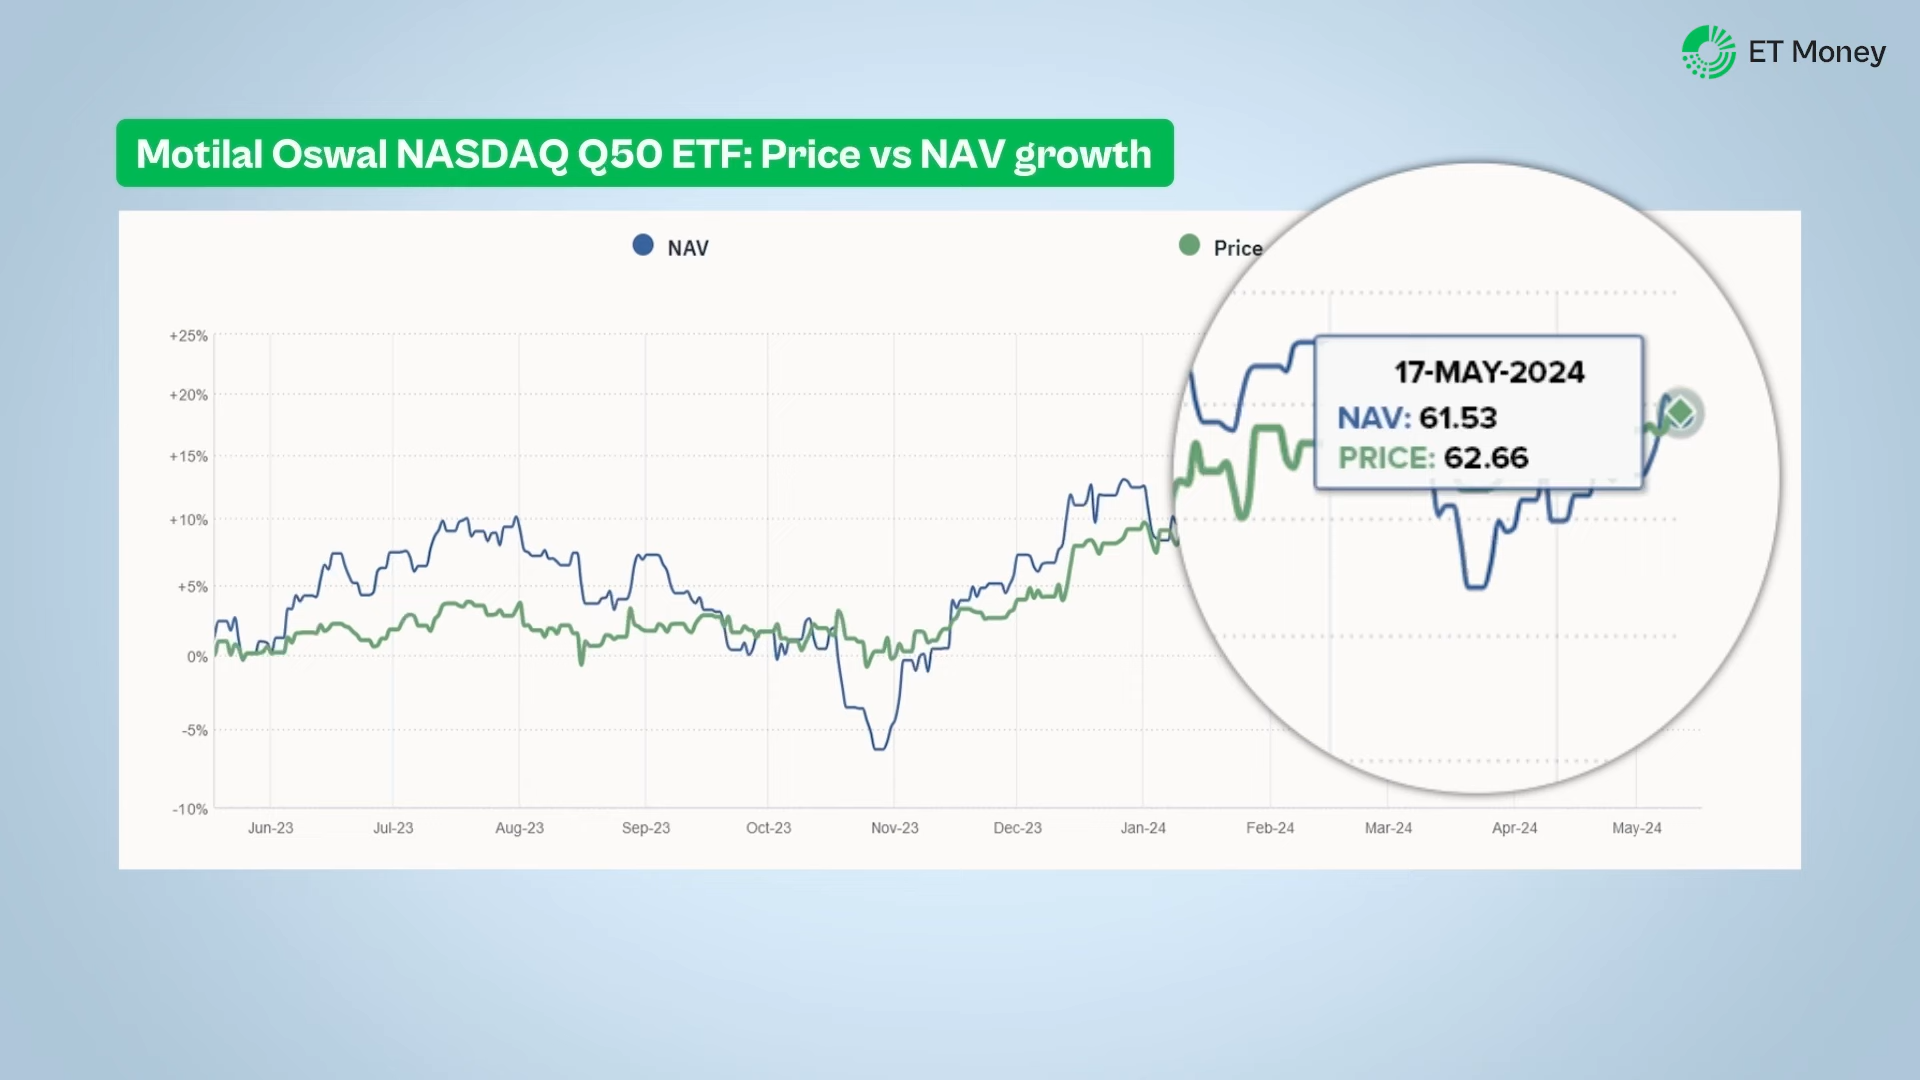 ET Money
Motilal Oswal NASDAQ Q50 ETF: Price vs NAV growth
NAV
Price
+25%
+20%
+15%
+10%
+5%
0%
-5%
-10%
17-MAY-2024
NAV: 61.53
PRICE: 62.66
Jun-23
Jul-23
Aug-23
Sep-23
Oct-23
Nov-23
Dec-23
Jan-24
Feb-24
Mar-24
Apr-24
May-24